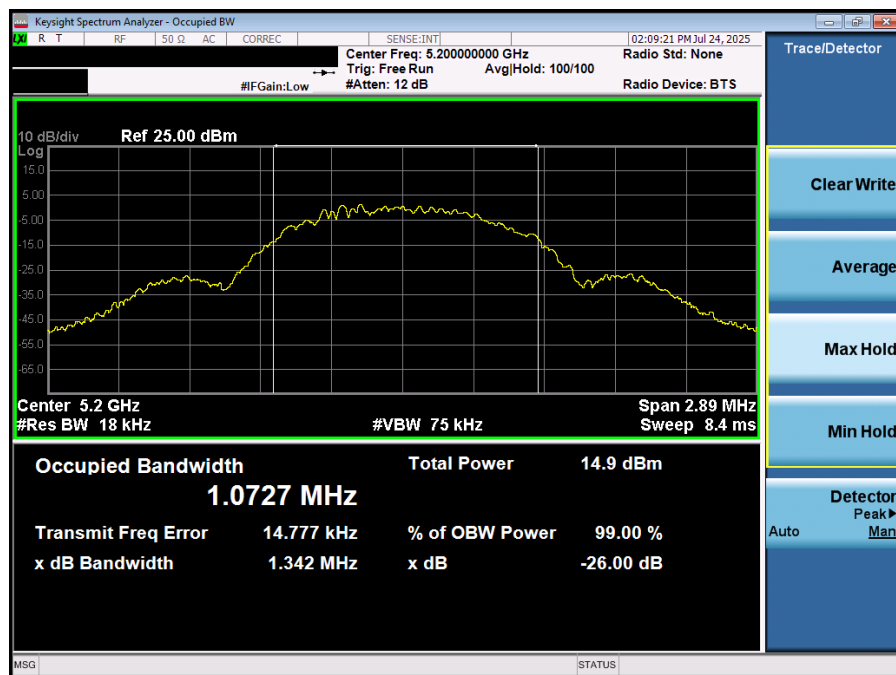 Keysight Spectrum Analyzer - Occupied BW
LXI R T RF 50 Ω AC CORREC SENSE:INT 02:09:21 PM Jul 24, 2025
Center Freq: 5.200000000 GHz Radio Std: None
Trig: Free Run Avg|Hold: 100/100
#IFGain:Low #Atten: 12 dB Radio Device: BTS
10 dB/div Ref 25.00 dBm
Log
15.0
5.00
-5.00
-15.0
-25.0
-35.0
-45.0
-55.0
-65.0
Center 5.2 GHz Span 2.89 MHz
#Res BW 18 kHz #VBW 75 kHz Sweep 8.4 ms
Occupied Bandwidth Total Power 14.9 dBm
1.0727 MHz
Transmit Freq Error 14.777 kHz % of OBW Power 99.00 %
x dB Bandwidth 1.342 MHz x dB -26.00 dB
MSG STATUS
Trace/Detector
Clear Write
Average
Max Hold
Min Hold
Detector
Peak▶
Auto Man